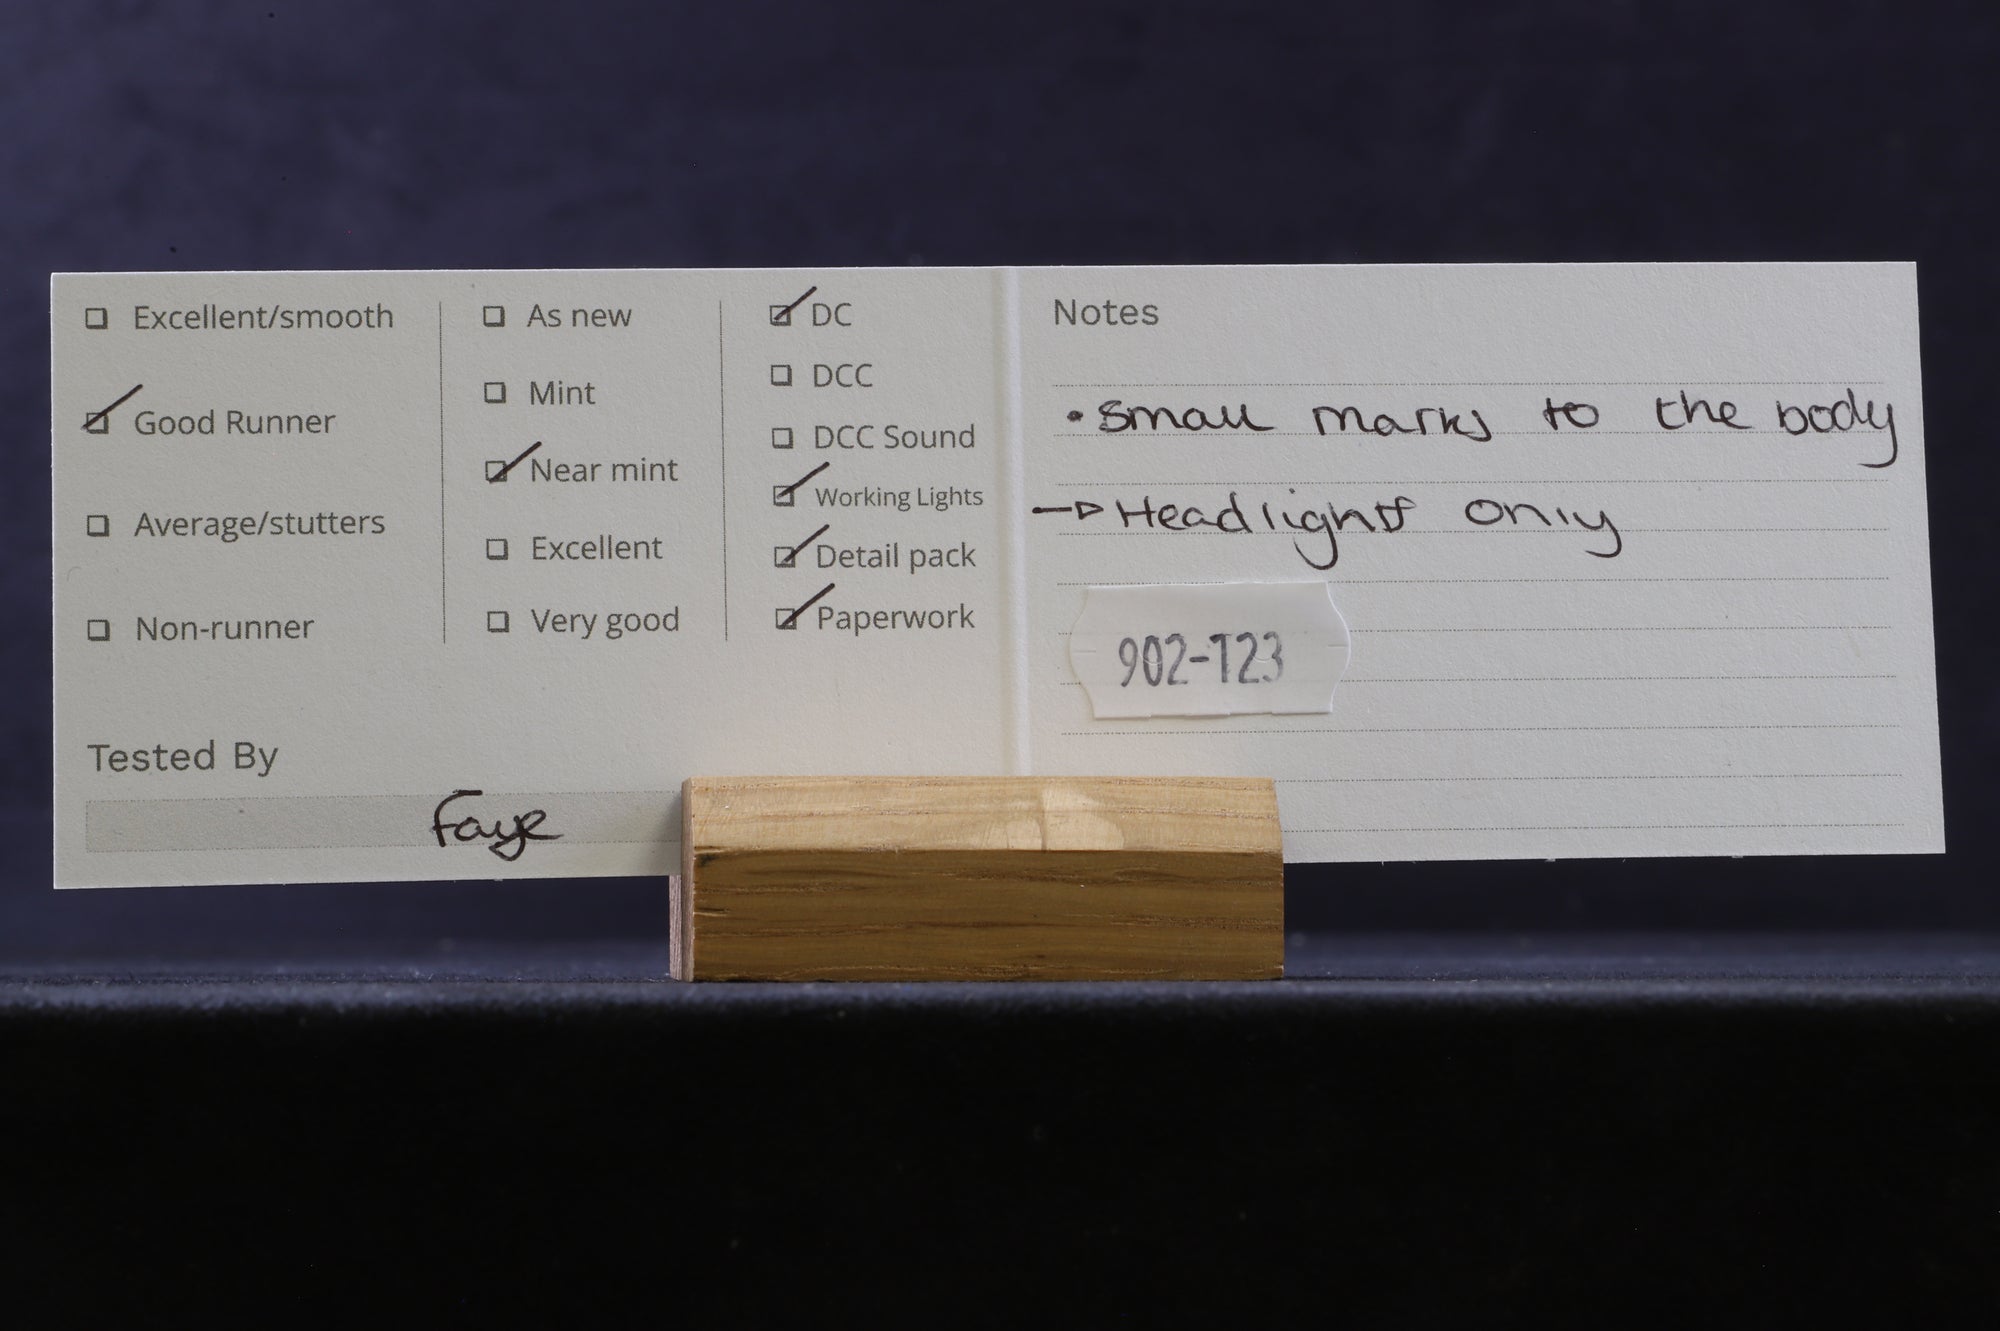 Excellent/smooth
Good Runner
Average/stutters
Non-runner
As new
Mint
Near mint
Excellent
Very good
DC
DCC
DCC Sound
Working Lights
Detail pack
Paperwork
Tested By
Faye
Notes
• Small marks to the body
→ Headlights only
902-T23